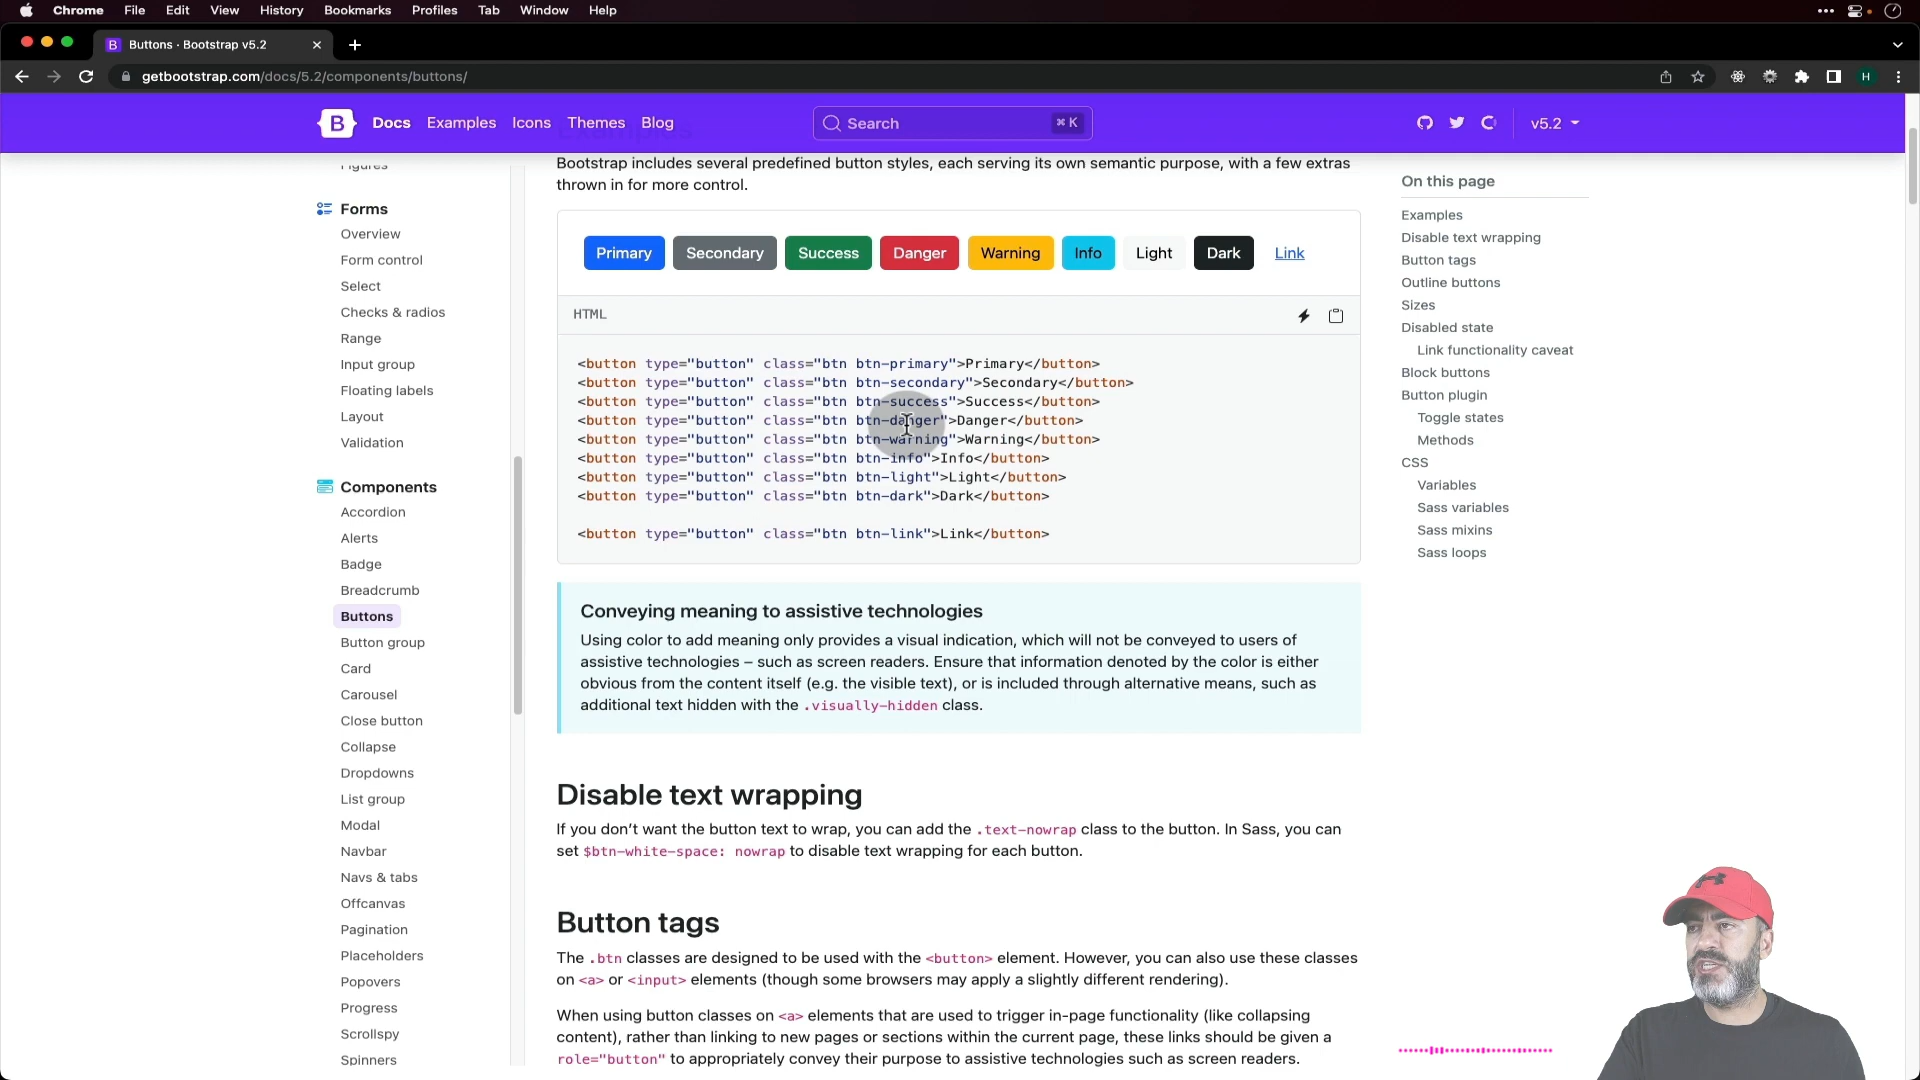 Chrome File Edit View History Bookmarks Profiles Tab Window Help
B Buttons · Bootstrap v5.2
getbootstrap.com/docs/5.2/components/buttons/
H
B Docs Examples Icons Themes Blog
Search ⌘ K
v5.2
Figures
Forms
Overview
Form control
Select
Checks & radios
Range
Input group
Floating labels
Layout
Validation
Components
Accordion
Alerts
Badge
Breadcrumb
Buttons
Button group
Card
Carousel
Close button
Collapse
Dropdowns
List group
Modal
Navbar
Navs & tabs
Offcanvas
Pagination
Placeholders
Popovers
Progress
Scrollspy
Spinners
Bootstrap includes several predefined button styles, each serving its own semantic purpose, with a few extras
thrown in for more control.
Primary Secondary Success Danger Warning Info Light Dark Link
HTML
<button type="button" class="btn btn-primary">Primary</button>
<button type="button" class="btn btn-secondary">Secondary</button>
<button type="button" class="btn btn-success">Success</button>
<button type="button" class="btn btn-danger">Danger</button>
<button type="button" class="btn btn-warning">Warning</button>
<button type="button" class="btn btn-info">Info</button>
<button type="button" class="btn btn-light">Light</button>
<button type="button" class="btn btn-dark">Dark</button>
<button type="button" class="btn btn-link">Link</button>
Conveying meaning to assistive technologies
Using color to add meaning only provides a visual indication, which will not be conveyed to users of
assistive technologies – such as screen readers. Ensure that information denoted by the color is either
obvious from the content itself (e.g. the visible text), or is included through alternative means, such as
additional text hidden with the .visually-hidden class.
Disable text wrapping
If you don’t want the button text to wrap, you can add the .text-nowrap class to the button. In Sass, you can
set $btn-white-space: nowrap to disable text wrapping for each button.
Button tags
The .btn classes are designed to be used with the <button> element. However, you can also use these classes
on <a> or <input> elements (though some browsers may apply a slightly different rendering).
When using button classes on <a> elements that are used to trigger in-page functionality (like collapsing
content), rather than linking to new pages or sections within the current page, these links should be given a
role="button" to appropriately convey their purpose to assistive technologies such as screen readers.
On this page
Examples
Disable text wrapping
Button tags
Outline buttons
Sizes
Disabled state
Link functionality caveat
Block buttons
Button plugin
Toggle states
Methods
CSS
Variables
Sass variables
Sass mixins
Sass loops